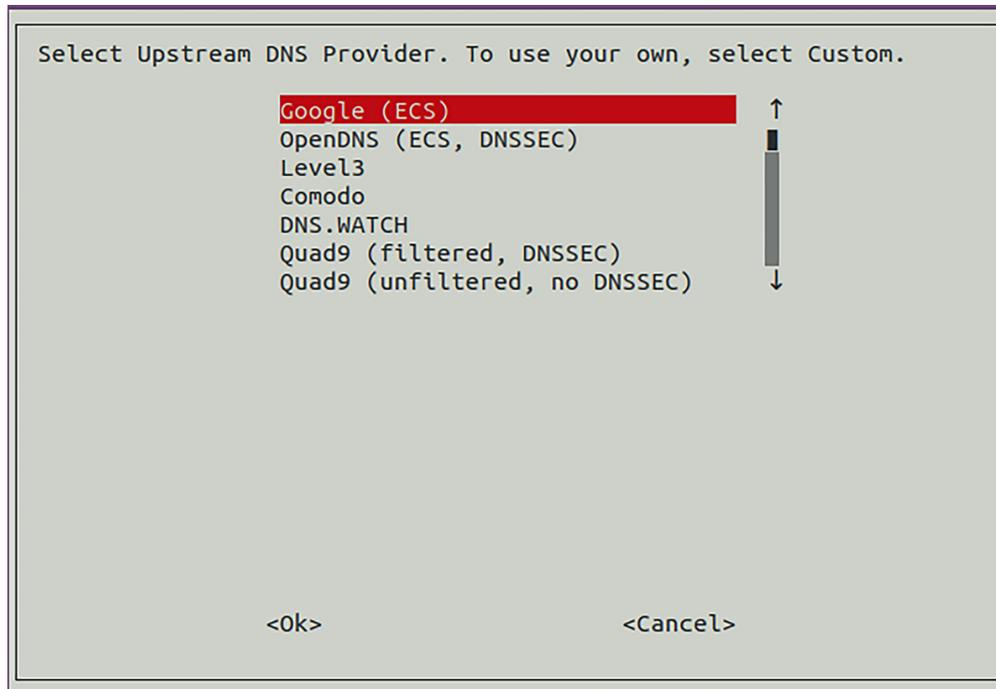 Select Upstream DNS Provider. To use your own, select Custom.
Google (ECS)
OpenDNS (ECS, DNSSEC)
Level3
Comodo
DNS.WATCH
Quad9 (filtered, DNSSEC)
Quad9 (unfiltered, no DNSSEC)
<Ok> <Cancel>